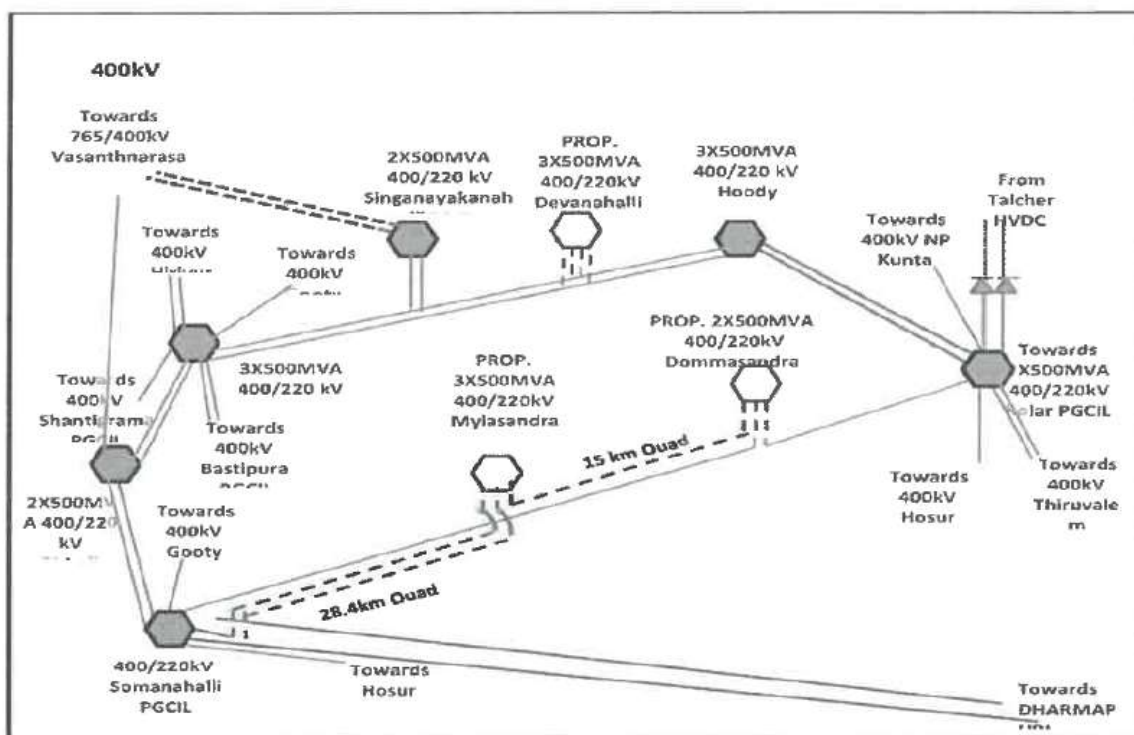 400kV
Towards
765/400kV
Vasanthnarasa
2X500MVA
400/220 kV
Singanayakanah
PROP.
3X500MVA
400/220kV
Devanahalli
3X500MVA
400/220 kV
Hoody
From
Talcher
HVDC
Towards
400kV NP
Kunta
Towards
400kV
Towards
400kV
3X500MVA
400/220 kV
PROP.
3X500MVA
400/220kV
Mylasandra
PROP. 2X500MVA
400/220kV
Dommasandra
Towards
X500MVA
400/220kV
lar PGCIL
Towards
400kV
Shantigrama
PGCIL
Towards
400kV
Bastipura
PGCIL
15 km Quad
Towards
400kV
Hosur
Towards
400kV
Thiruvale
m
2X500MV
A 400/220
kV
Towards
400kV
Gooty
28.4km Quad
1
400/220kV
Somanahalli
PGCIL
Towards
Hosur
Towards
DHARMAP